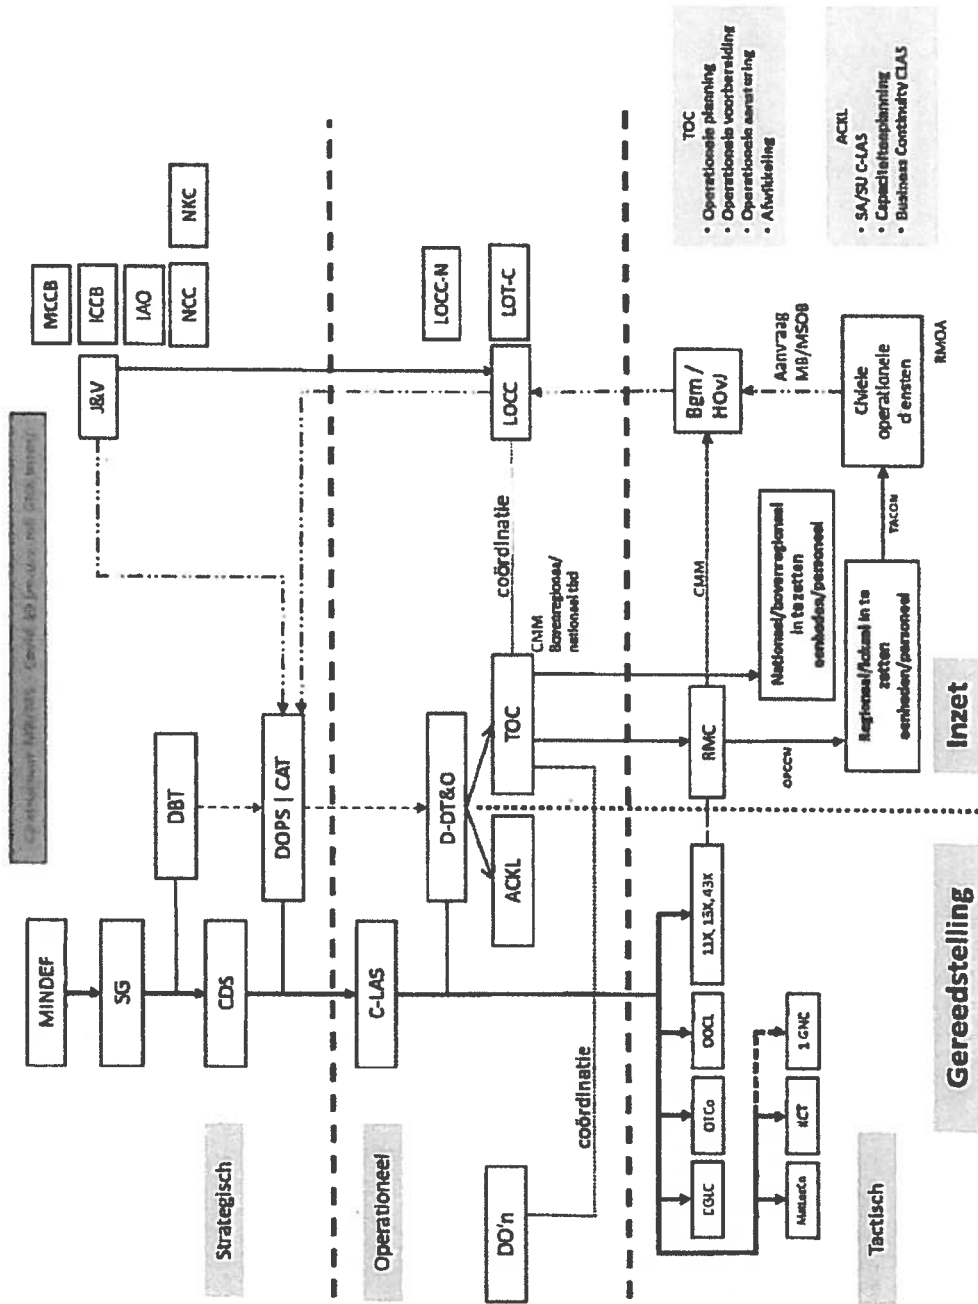 MINDEF
SG
CDS
DBT
DOPS | CAT
J&V
MCCB
ICCB
IAO
NCC
NKC
Strategisch
Operationeel
C-LAS
D-DT&O
ACKL
TOC
coördinatie
LOCC
LOCC-N
LOT-C
CMM
Bovenregionaal/
nationaal tbd
DO'n
coördinatie
Tactisch
OTCo
OOCL
11X, 13X, 43X
MatlogCo
KCT
1 GNC
RMC
CMM
Bgm /
HOvJ
Aanvraag
MB/MSOB
OPCON
Nationaal/bovenregionaal
in te zetten
eenheden/personeel
Regionaal/lokaal in te
zetten
eenheden/personeel
TACON
Civiele
operationele
diensten
RMOA
Gereedstelling
Inzet
TOC
• Operationele planning
• Operationele voorbereiding
• Operationele aansturing
• Afwikkeling
ACKL
• SA/SU C-LAS
• Capaciteitenplanning
• Business Continuity CLAS